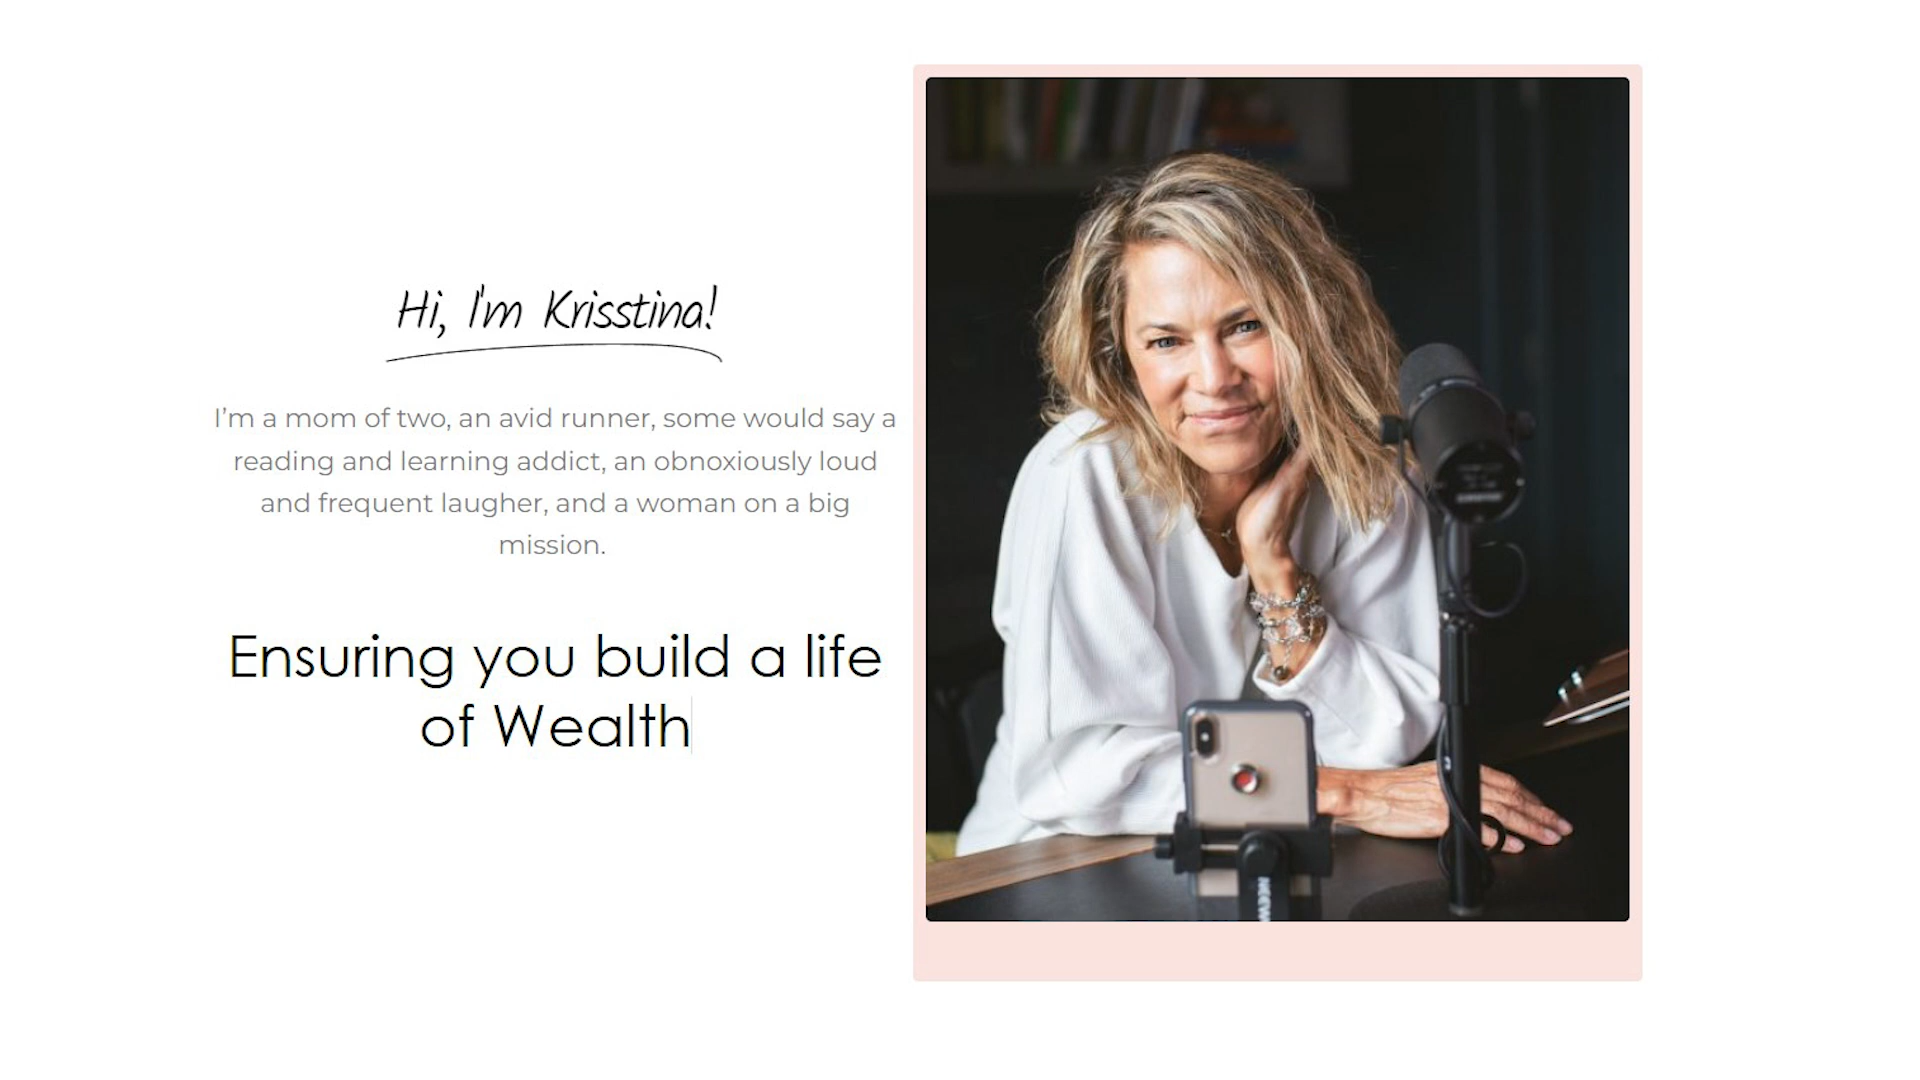 Hi, I'm Krisstina!
I’m a mom of two, an avid runner, some would say a
reading and learning addict, an obnoxiously loud
and frequent laugher, and a woman on a big
mission.
Ensuring you build a life
of Wealth